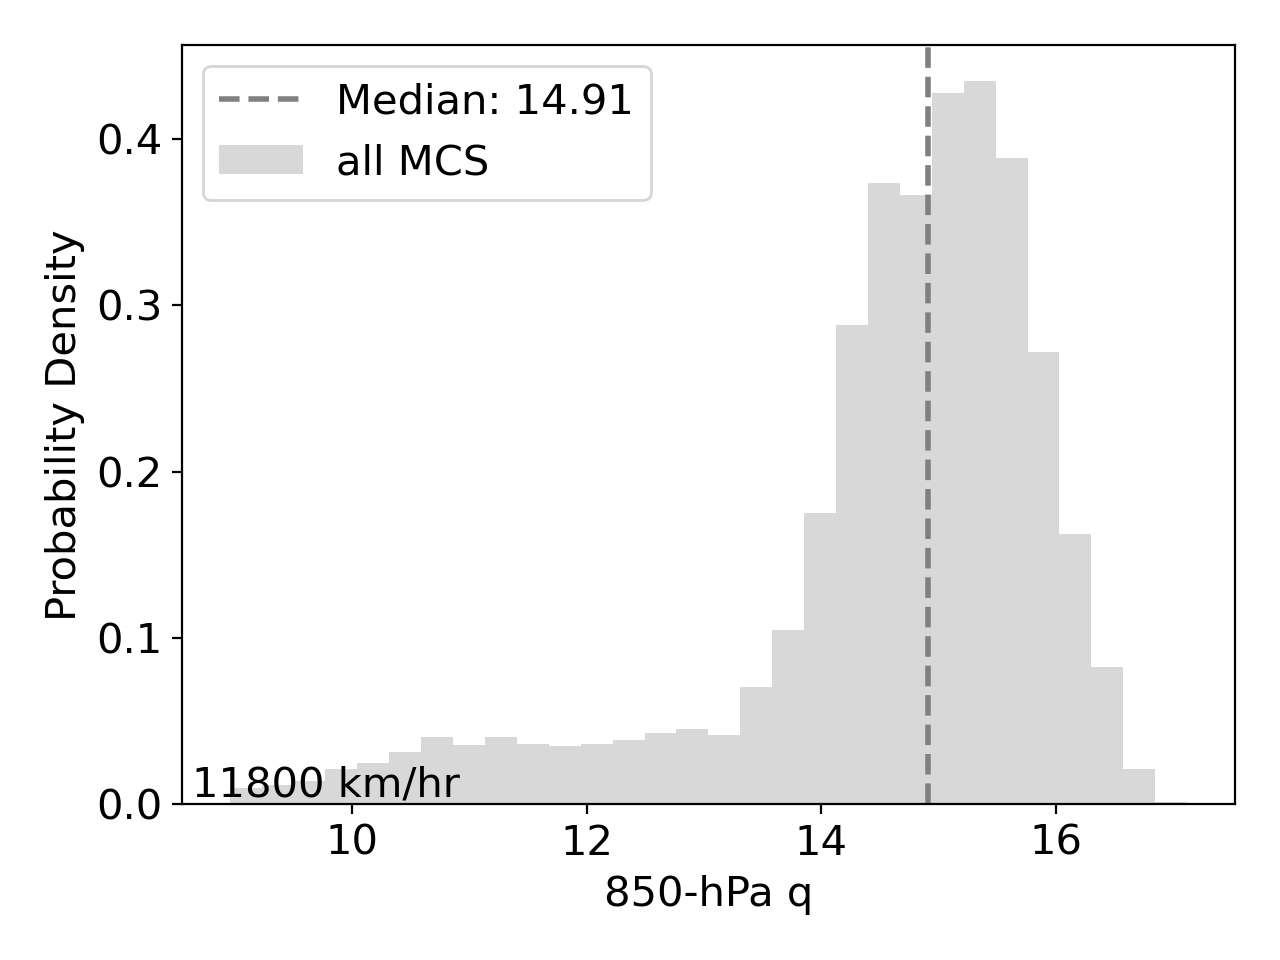 Median: 14.91
all MCS
Probability Density
0.4
0.3
0.2
0.1
0.0
11800 km/hr
10 12 14 16
850-hPa q